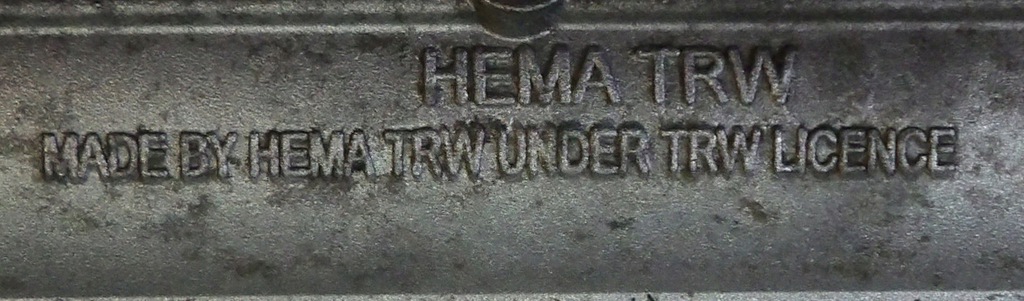 HEMA TRW
MADE BY HEMA TRW UNDER TRW LICENCE